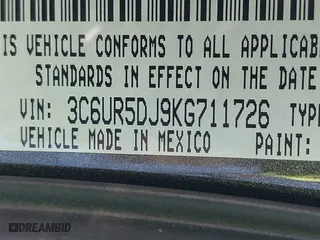 IS VEHICLE CONFORMS TO ALL APPLICAB
STANDARDS IN EFFECT ON THE DATE
VIN: 3C6UR5DJ9KG711726 TYP
VEHICLE MADE IN MEXICO PAINT:
DREAMBID